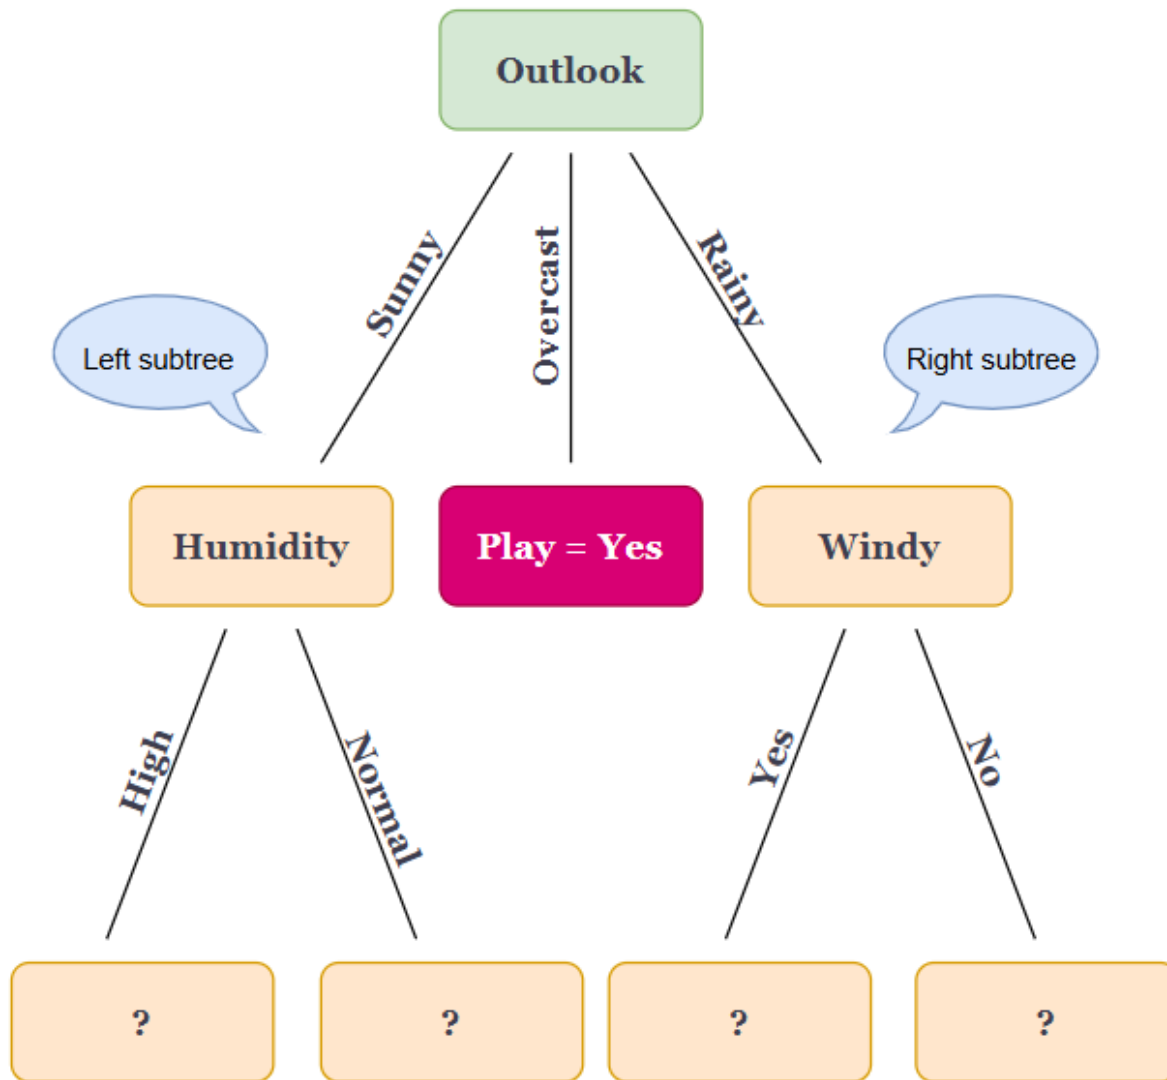 Outlook
Sunny
Overcast
Rainy
Left subtree
Right subtree
Humidity
Play = Yes
Windy
High
Normal
Yes
No
?
?
?
?